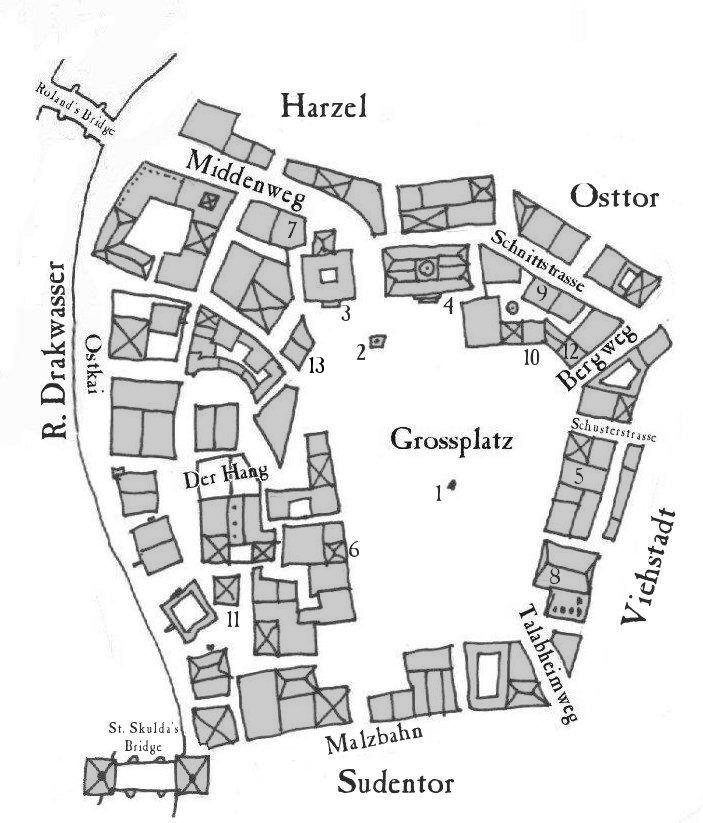 Harzel
Roland's Bridge
Middenweg
Osttor
7
Schnittstrasse
9
3
4
2
10
12
Bergweg
13
R. Drakwasser
Ostkai
Grossplatz
Schusterstrasse
Der Hang
5
1
6
8
Viehstadt
11
Talabheimweg
St. Skulda's
Bridge
Malzbahn
Sudentor